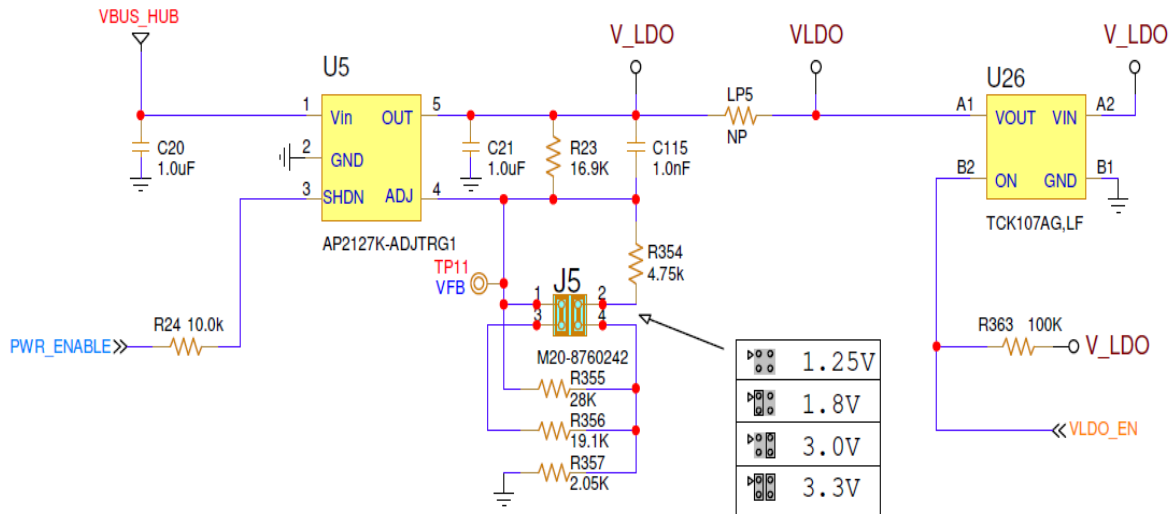 VBUS_HUB
V_LDO
VLDO
V_LDO
U5
U26
LP5
NP
1
Vin
OUT
5
2
GND
3
SHDN
ADJ
4
C20
1.0uF
C21
1.0uF
R23
16.9K
C115
1.0nF
A1
VOUT
VIN
A2
B2
ON
GND
B1
AP2127K-ADJTRG1
TCK107AG,LF
R354
4.75k
TP11
VFB
J5
1
2
3
4
M20-8760242
PWR_ENABLE
R24 10.0k
R355
28K
R356
19.1K
R357
2.05K
1.25V
1.8V
3.0V
3.3V
R363 100K
V_LDO
VLDO_EN